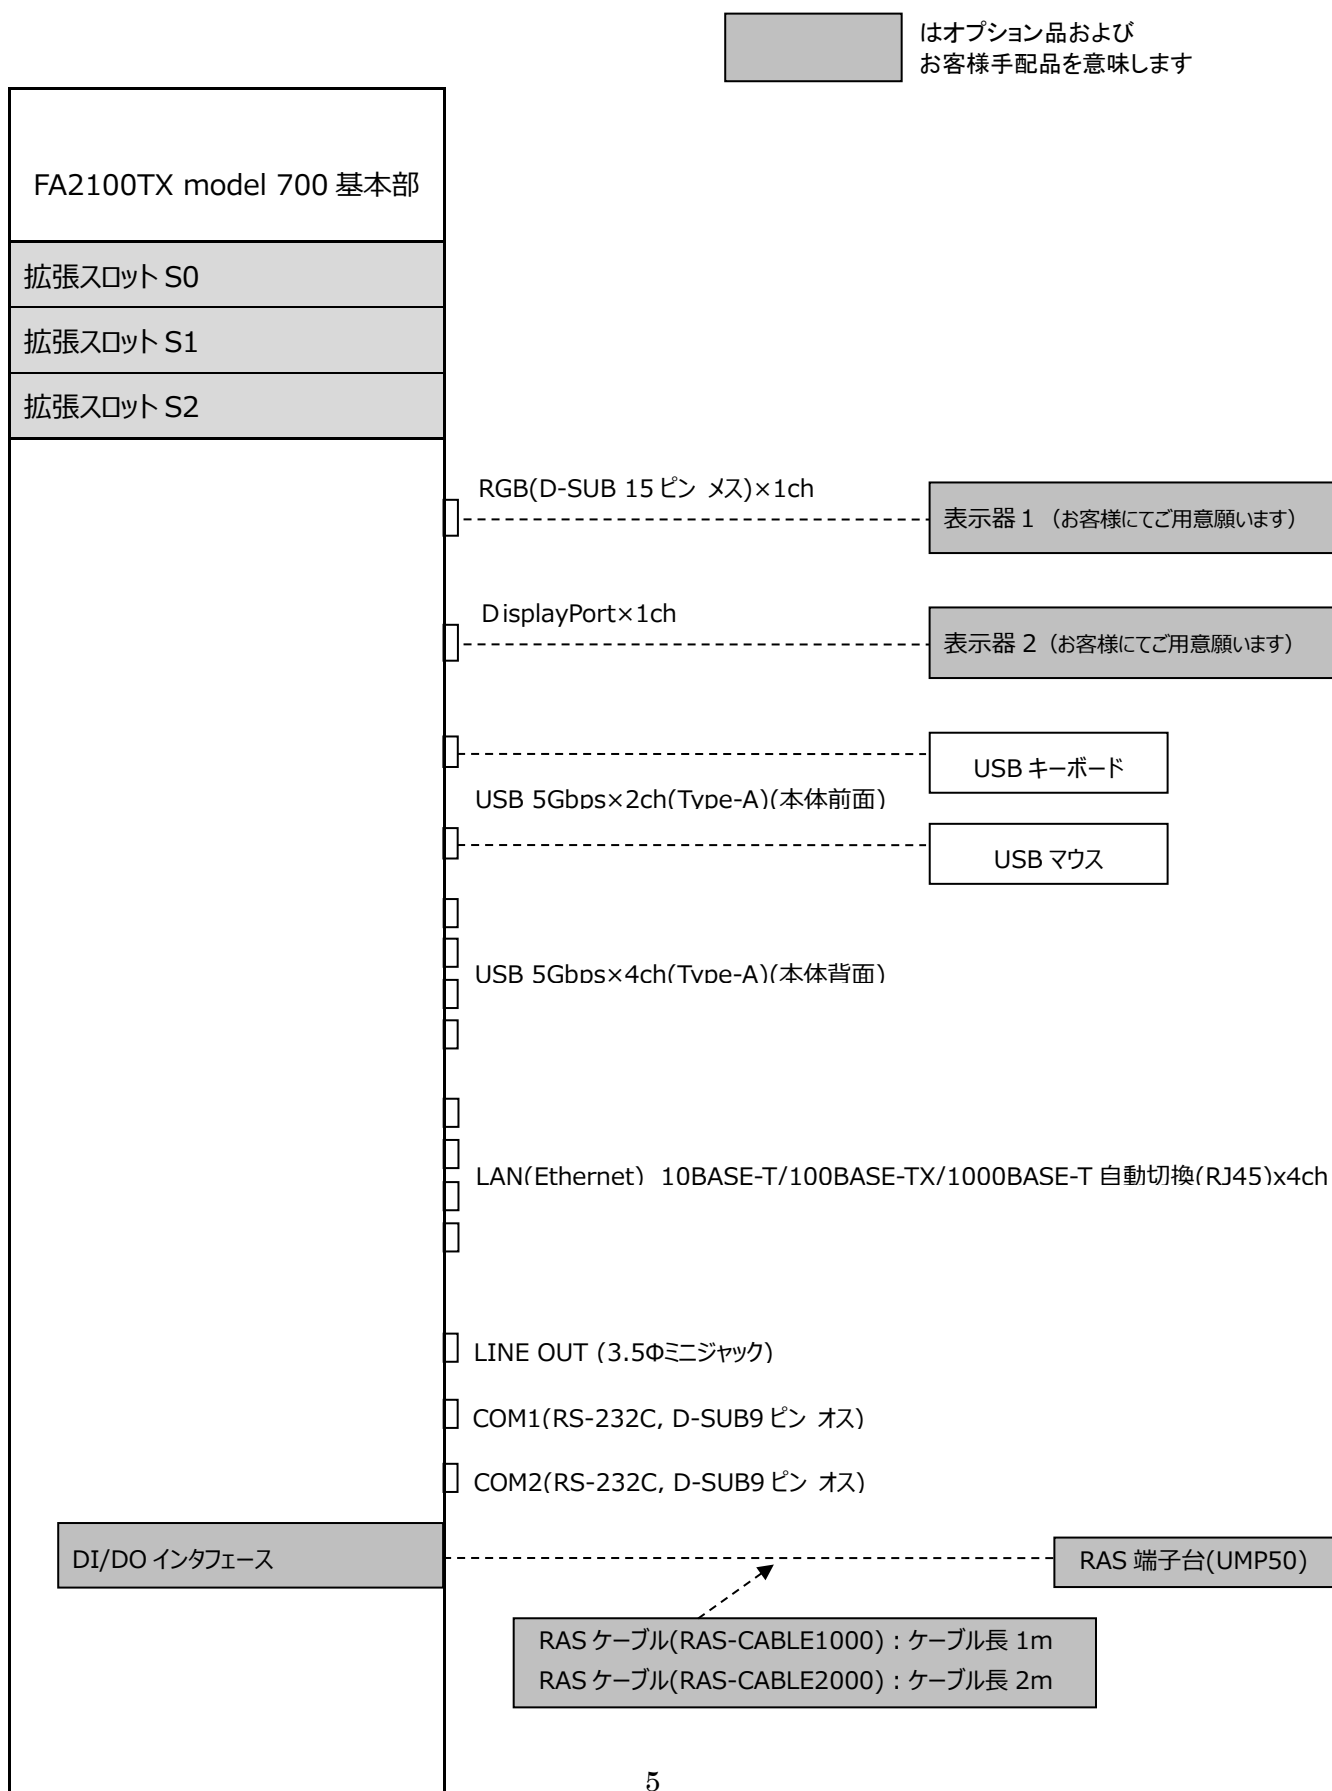 はオプション品および
お客様手配品を意味します
FA2100TX model 700 基本部
拡張スロット S0
拡張スロット S1
拡張スロット S2
RGB(D-SUB 15 ピン メス)×1ch
表示器 1 （お客様にてご用意願います）
DisplayPort×1ch
表示器 2（お客様にてご用意願います）
USB キーボード
USB 5Gbps×2ch(Type-A)(本体前面)
USB マウス
USB 5Gbps×4ch(Type-A)(本体背面)
LAN(Ethernet) 10BASE-T/100BASE-TX/1000BASE-T 自動切換(RJ45)x4ch
LINE OUT (3.5Φミニジャック)
COM1(RS-232C, D-SUB9 ピン オス)
COM2(RS-232C, D-SUB9 ピン オス)
DI/DO インタフェース
RAS 端子台(UMP50)
RAS ケーブル(RAS-CABLE1000)：ケーブル長 1m
RAS ケーブル(RAS-CABLE2000)：ケーブル長 2m
5